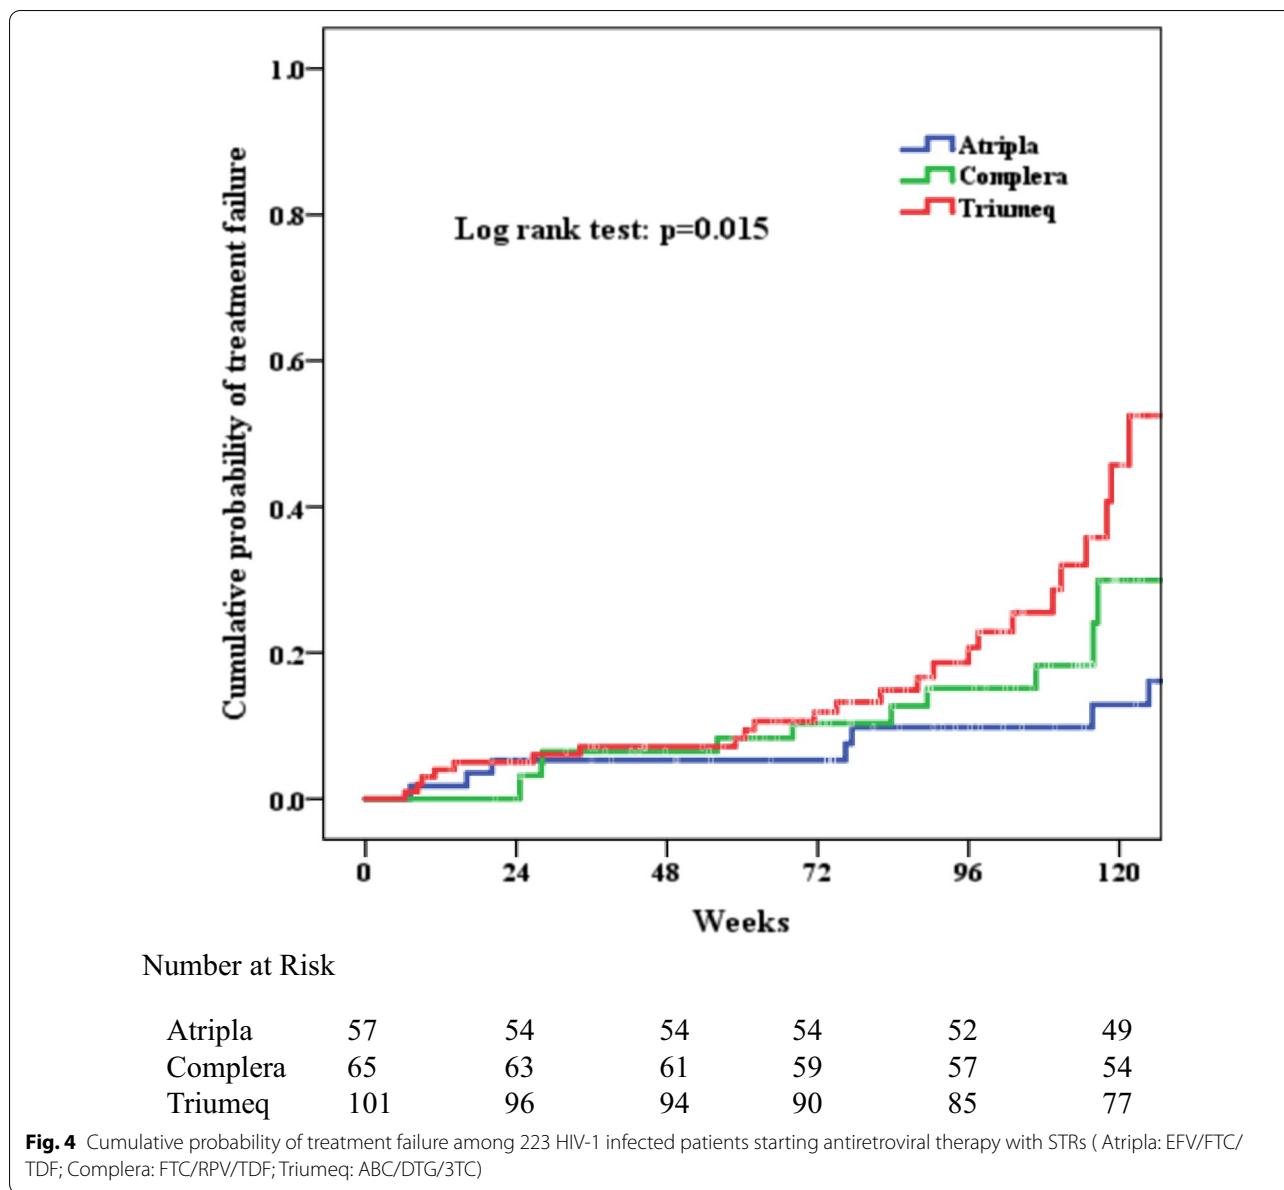 1.0
0.8
0.6
0.4
0.2
0.0
Cumulative probability of treatment failure
Log rank test: p=0.015
Atripla
Complera
Triumeq
0 24 48 72 96 120
Weeks
Number at Risk
Atripla 57 54 54 54 52 49
Complera 65 63 61 59 57 54
Triumeq 101 96 94 90 85 77
Fig. 4 Cumulative probability of treatment failure among 223 HIV-1 infected patients starting antiretroviral therapy with STRs ( Atripla: EFV/FTC/
TDF; Complera: FTC/RPV/TDF; Triumeq: ABC/DTG/3TC)